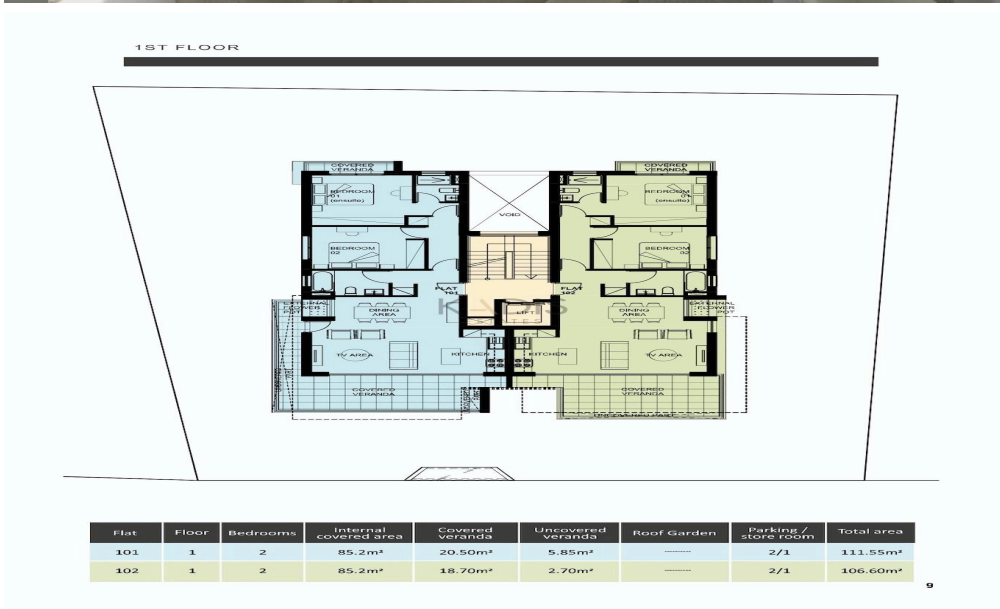 1ST FLOOR
COVERED
VERANDA
COVERED
VERANDA
BEDROOM
01
(ensuite)
BEDROOM
01
(ensuite)
VOID
BEDROOM
02
BEDROOM
02
FLAT
101
FLAT
102
EXTERNAL
FLOWER
POT
DINING
AREA
LIFT
DINING
AREA
EXTERNAL
FLOWER
POT
TV AREA
KITCHEN
KITCHEN
TV AREA
COVERED
VERANDA
COVERED
VERANDA
Flat Floor Bedrooms Internal covered area Covered veranda Uncovered veranda Roof Garden Parking / store room Total area
101 1 2 85.2m² 20.50m² 5.85m² -------- 2/1 111.55m²
102 1 2 85.2m² 18.70m² 2.70m² -------- 2/1 106.60m²
9